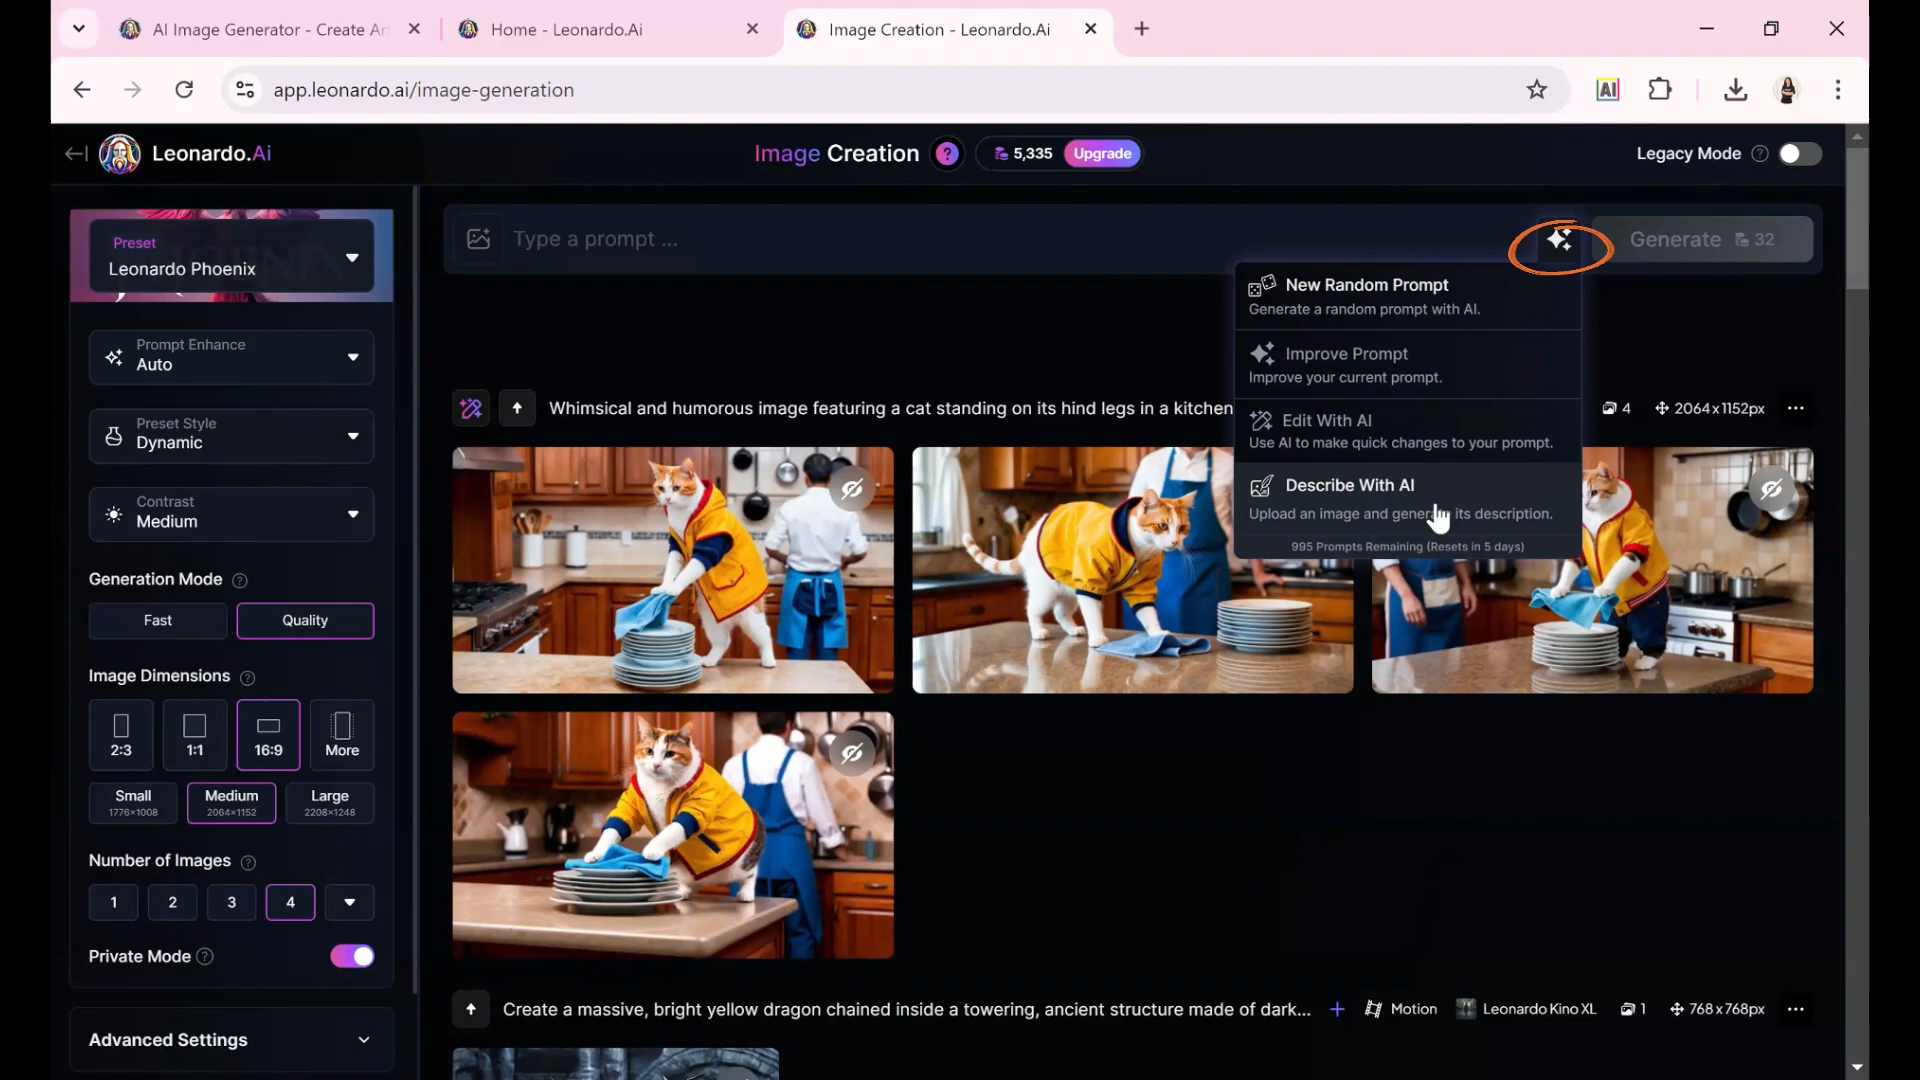 AI Image Generator - Create Ar
Home - Leonardo.Ai
Image Creation - Leonardo.Ai
app.leonardo.ai/image-generation
AI
Leonardo.Ai
Image Creation
?
5,335
Upgrade
Legacy Mode ?
Preset
Leonardo Phoenix
Type a prompt ...
Generate 32
New Random Prompt
Generate a random prompt with AI.
Improve Prompt
Improve your current prompt.
Edit With AI
Use AI to make quick changes to your prompt.
Describe With AI
Upload an image and gener its description.
995 Prompts Remaining (Resets in 5 days)
Prompt Enhance
Auto
Preset Style
Dynamic
Contrast
Medium
Generation Mode ?
Fast
Quality
Image Dimensions ?
2:3
1:1
16:9
More
Small
1776×1008
Medium
2064×1152
Large
2208×1248
Number of Images ?
1
2
3
4
Private Mode ?
Advanced Settings
Whimsical and humorous image featuring a cat standing on its hind legs in a kitchen
4
2064x1152px
Create a massive, bright yellow dragon chained inside a towering, ancient structure made of dark...
Motion
Leonardo Kino XL
1
768x768px